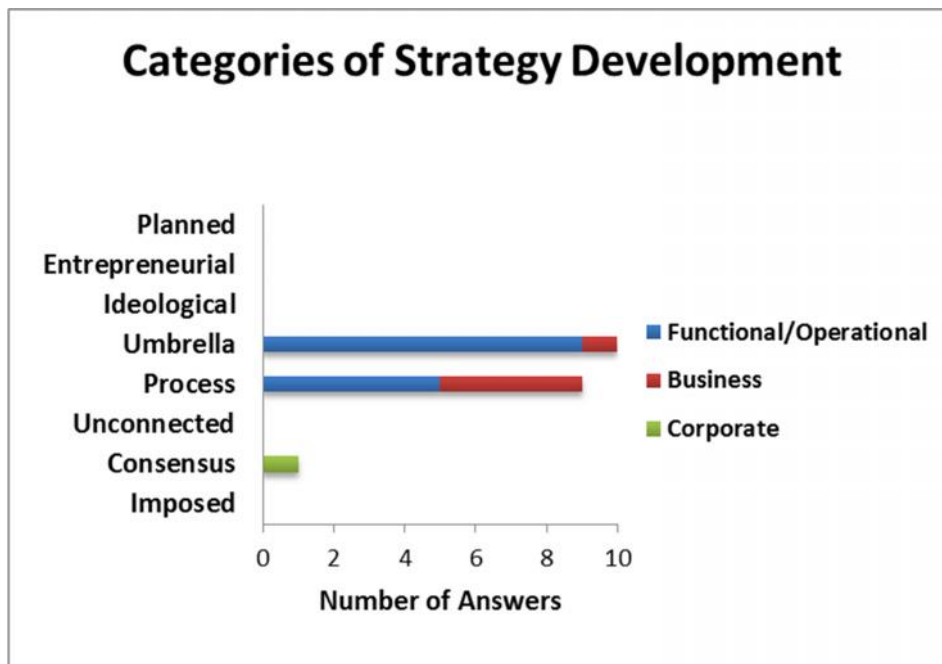 Categories of Strategy Development
Planned
Entrepreneurial
Ideological
Umbrella
Process
Unconnected
Consensus
Imposed
0 2 4 6 8 10
Number of Answers
Functional/Operational
Business
Corporate